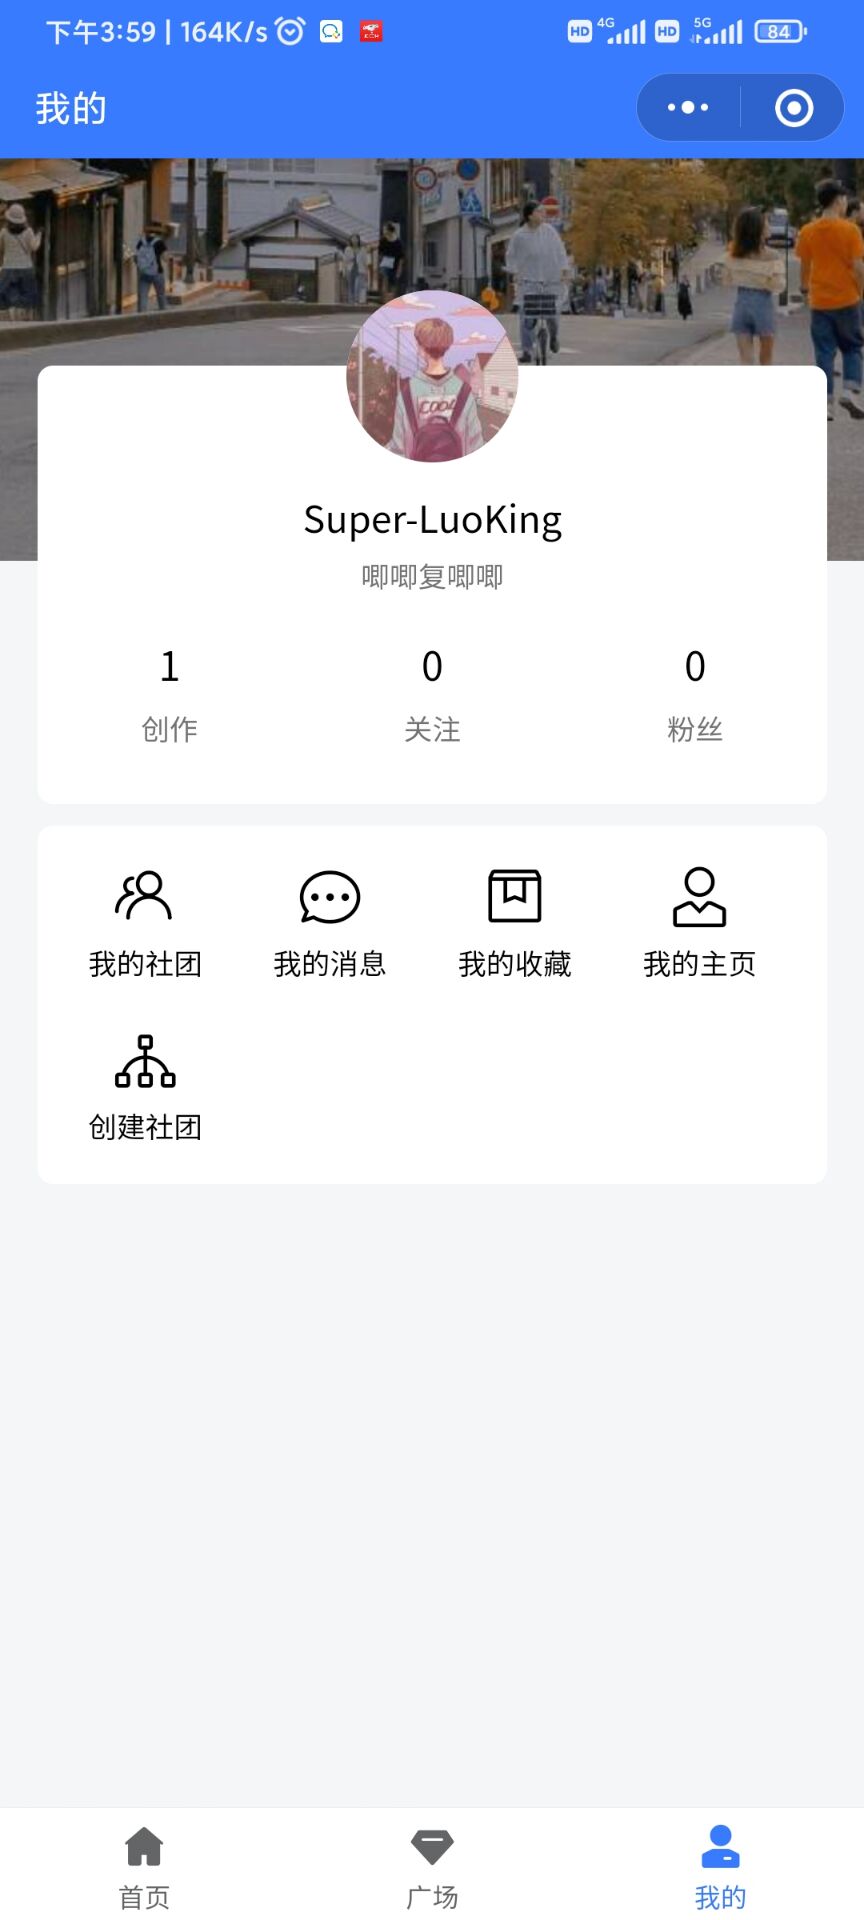 下午3:59 | 164K/s HD 4G HD 5G 84
我的
COOL
Super-LuoKing
唧唧复唧唧
1 0 0
创作 关注 粉丝
我的社团 我的消息 我的收藏 我的主页
创建社团
首页 广场 我的